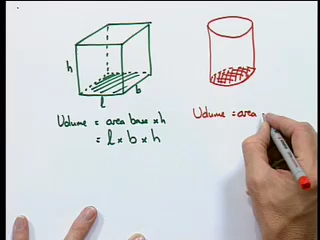 h
b
l
Volume = area base × h
= l × b × h
Volume = area